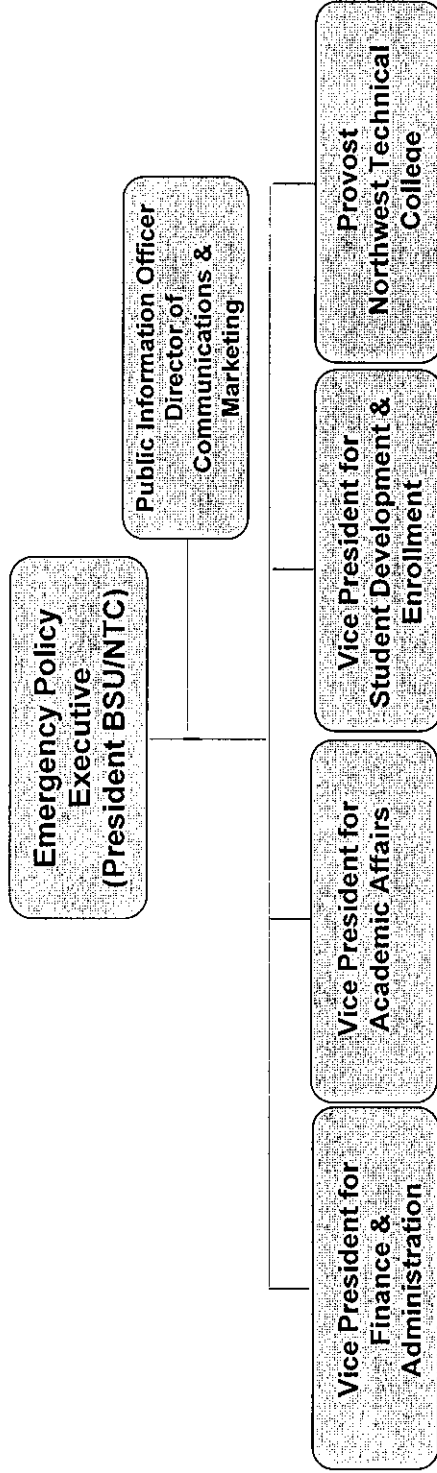 Emergency Policy
Executive
(President BSU/NTC)
Public Information Officer
Director of
Communications &
Marketing
Vice President for
Finance &
Administration
Vice President for
Academic Affairs
Vice President for
Student Development &
Enrollment
Provost
Northwest Technical
College